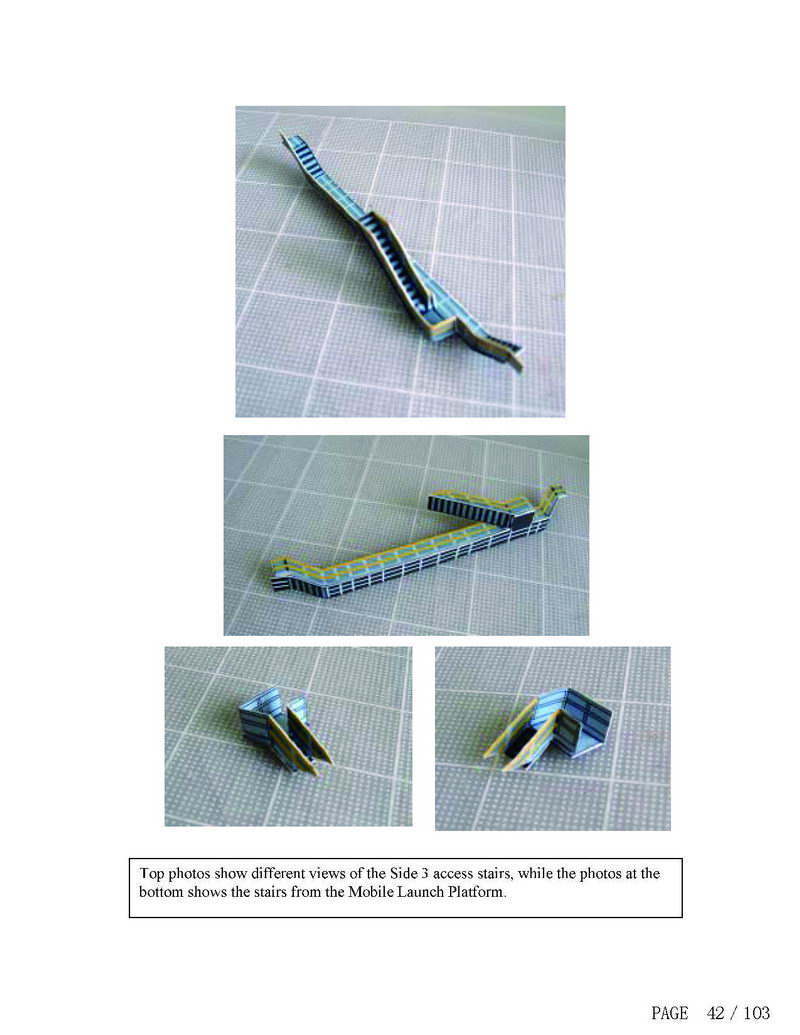 Top photos show different views of the Side 3 access stairs, while the photos at the
bottom shows the stairs from the Mobile Launch Platform.
PAGE 42 / 103